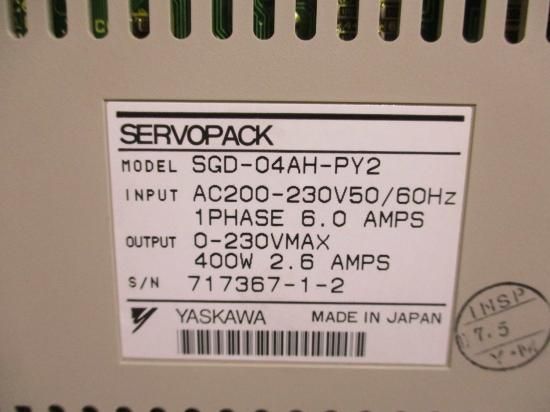 SERVOPACK
MODEL SGD-04AH-PY2
INPUT AC200-230V50/60Hz
1PHASE 6.0 AMPS
OUTPUT 0-230VMAX
400W 2.6 AMPS
S/N 717367-1-2
YASKAWA MADE IN JAPAN
INSP
7.5
Y.M